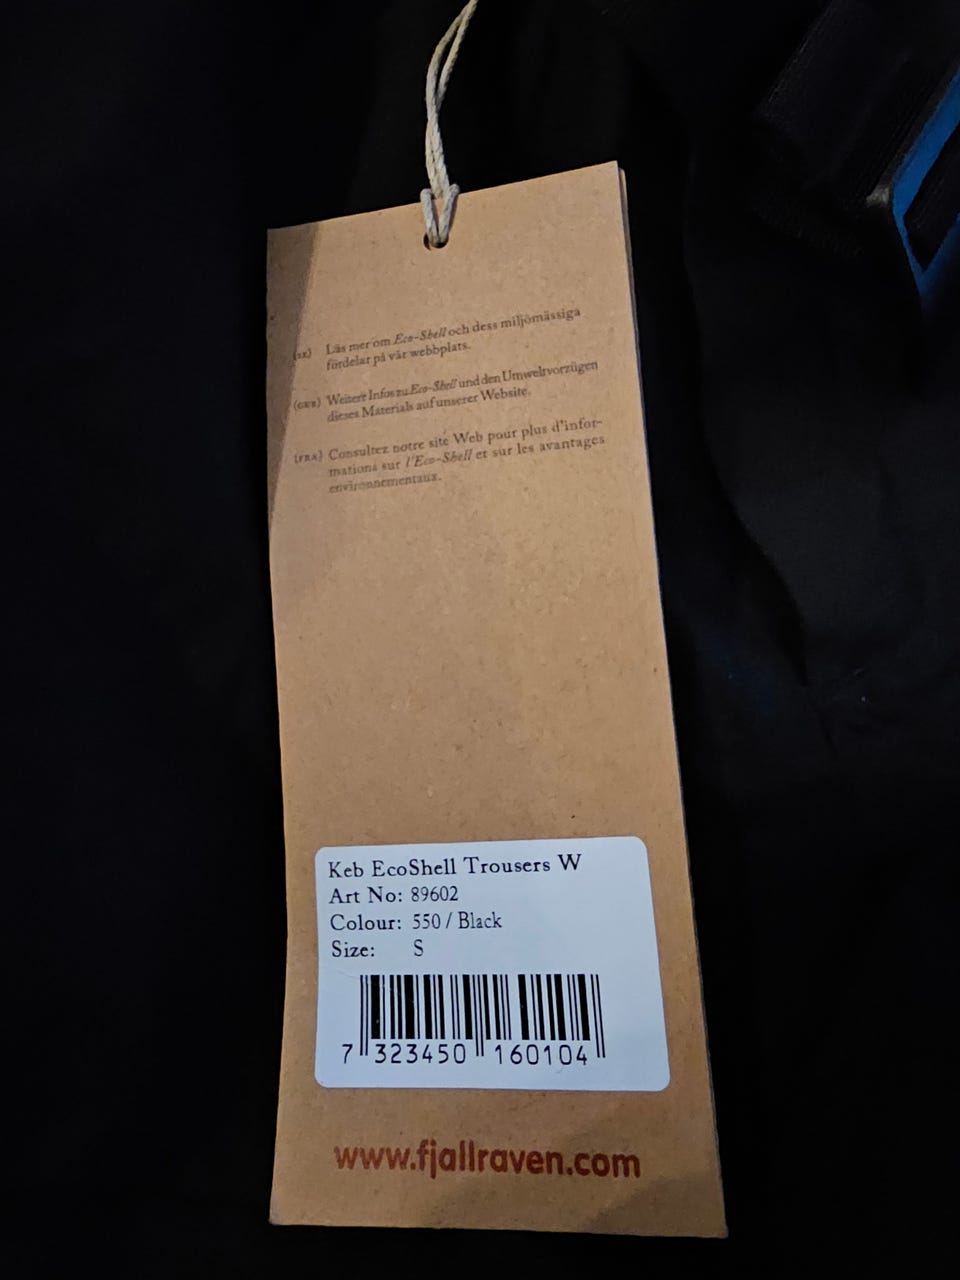 (SE) Läs mer om Eco-Shell och dess miljömässiga
fördelar på vår webbplats.
(GER) Weitere Infos zu Eco-Shell und den Umweltvorzügen
dieses Materials auf unserer Website.
(FRA) Consultez notre site Web pour plus d'infor-
mations sur l'Eco-Shell et sur les avantages
environnementaux.
Keb EcoShell Trousers W
Art No: 89602
Colour: 550 / Black
Size: S
7 323450 160104
www.fjallraven.com